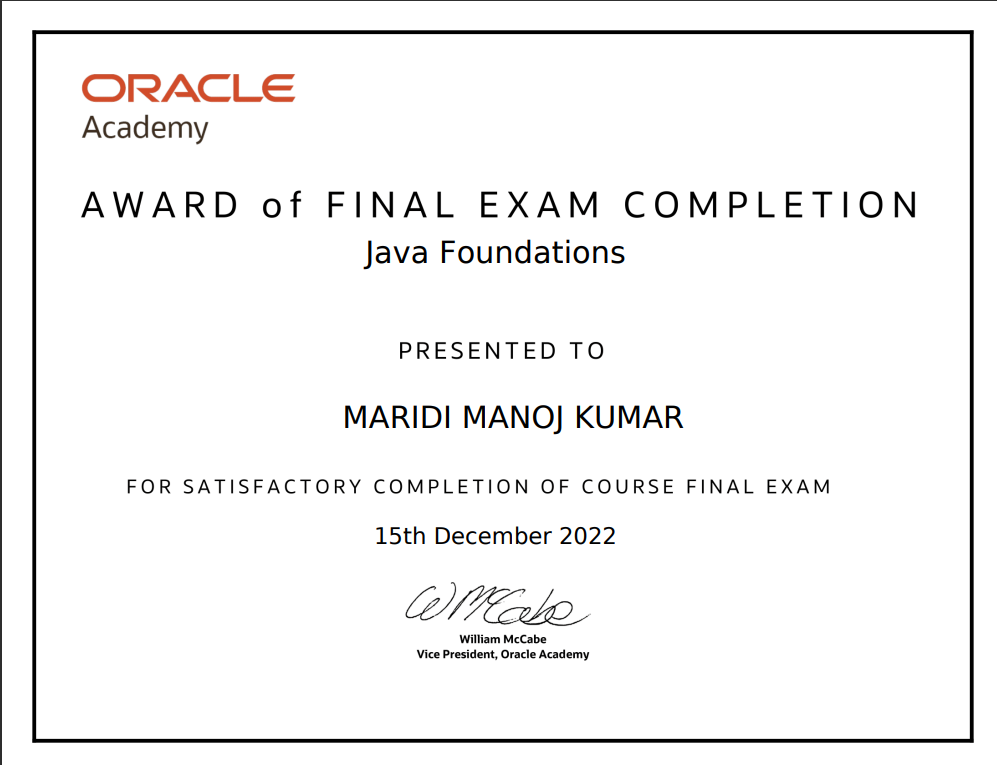 ORACLE
Academy
AWARD of FINAL EXAM COMPLETION
Java Foundations
PRESENTED TO
MARIDI MANOJ KUMAR
FOR SATISFACTORY COMPLETION OF COURSE FINAL EXAM
15th December 2022
W McCabe
William McCabe
Vice President, Oracle Academy